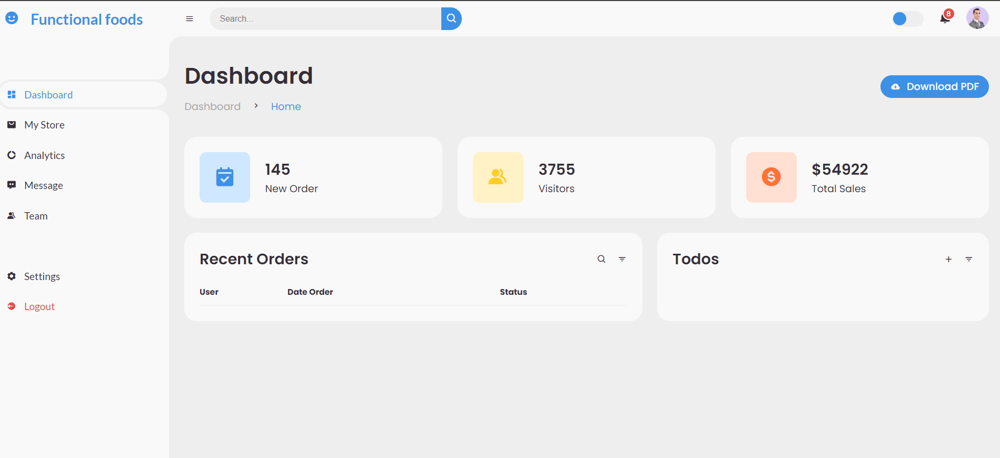 Functional foods
Search...
8
Dashboard
My Store
Analytics
Message
Team
Settings
Logout
Dashboard
Dashboard
Home
Download PDF
145
New Order
3755
Visitors
$54922
Total Sales
Recent Orders
User Date Order Status
Todos